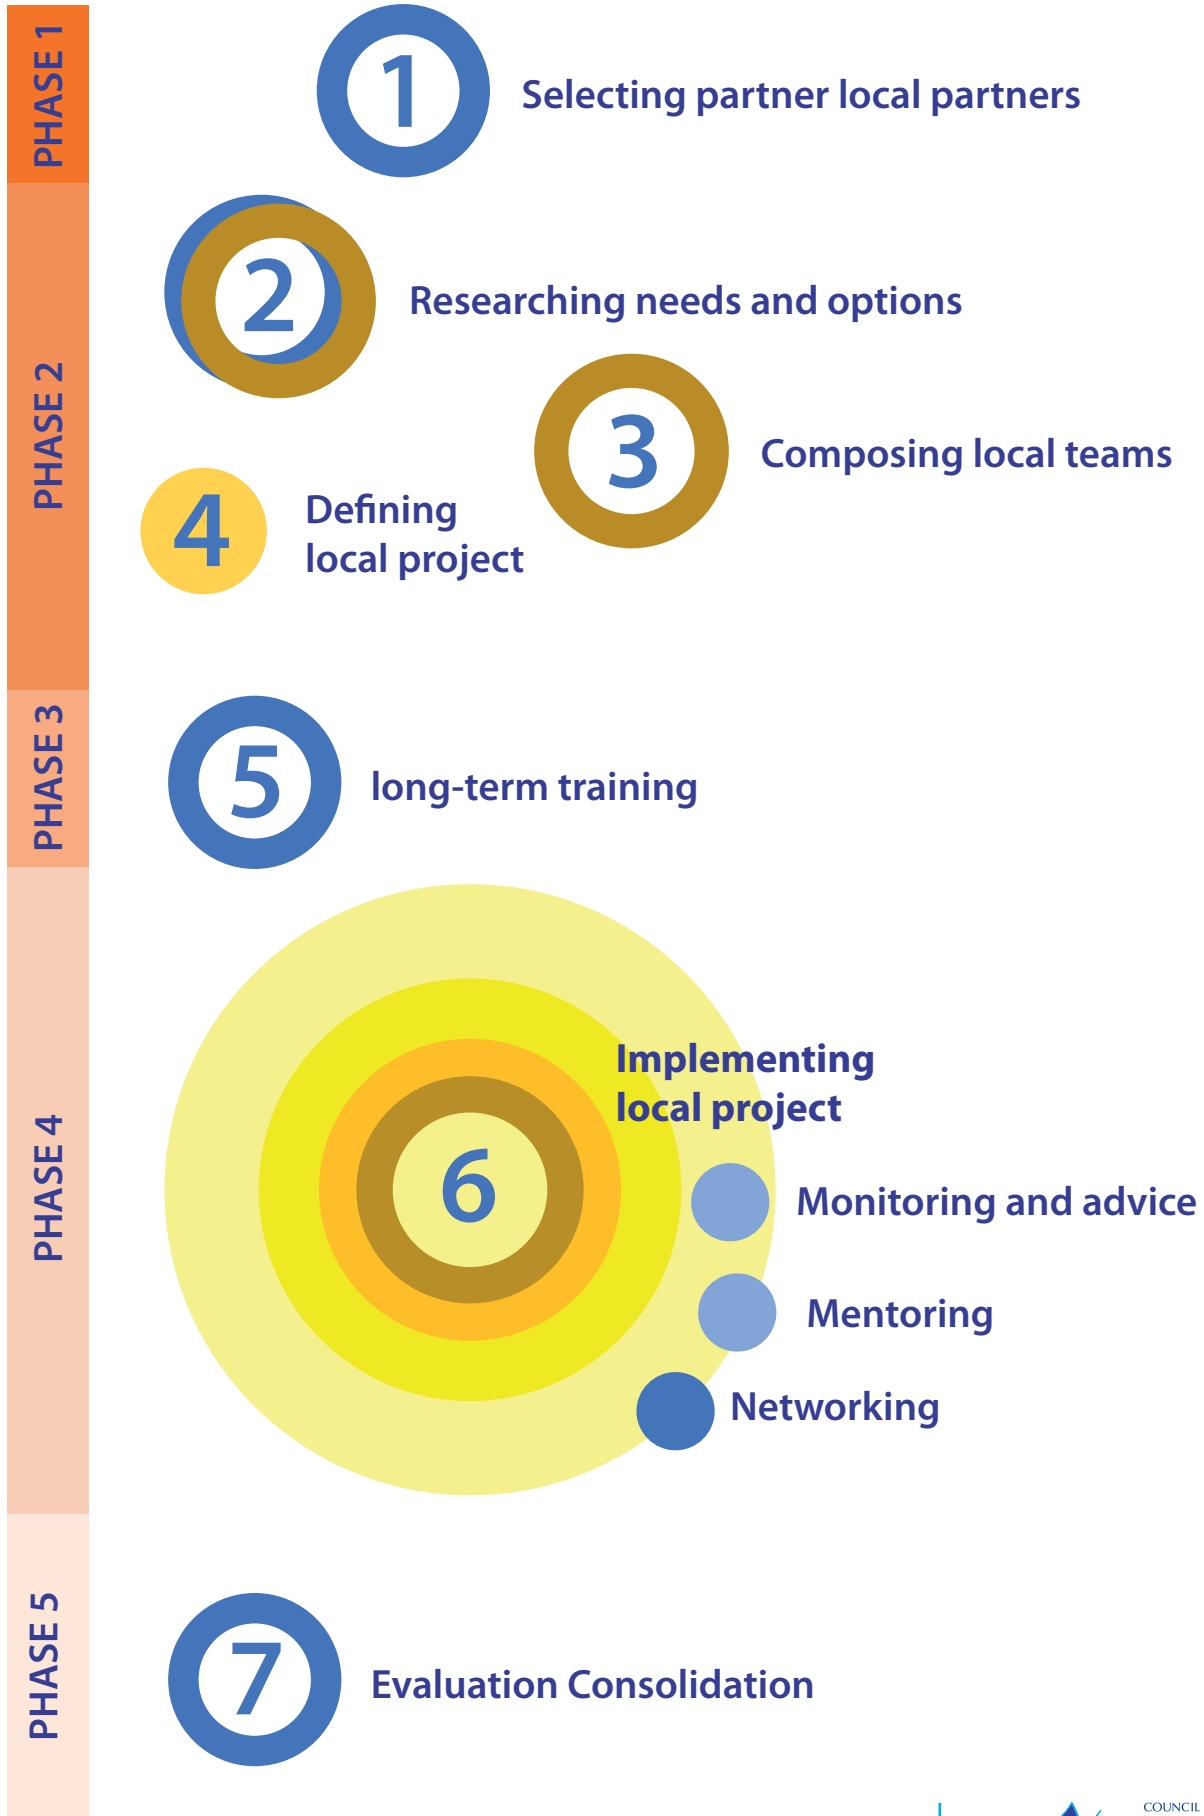 PHASE 1
1
Selecting partner local partners
PHASE 2
2
Researching needs and options
3
Composing local teams
4
Defining
local project
PHASE 3
5
long-term training
PHASE 4
6
Implementing
local project
Monitoring and advice
Mentoring
Networking
PHASE 5
7
Evaluation Consolidation
COUNCIL